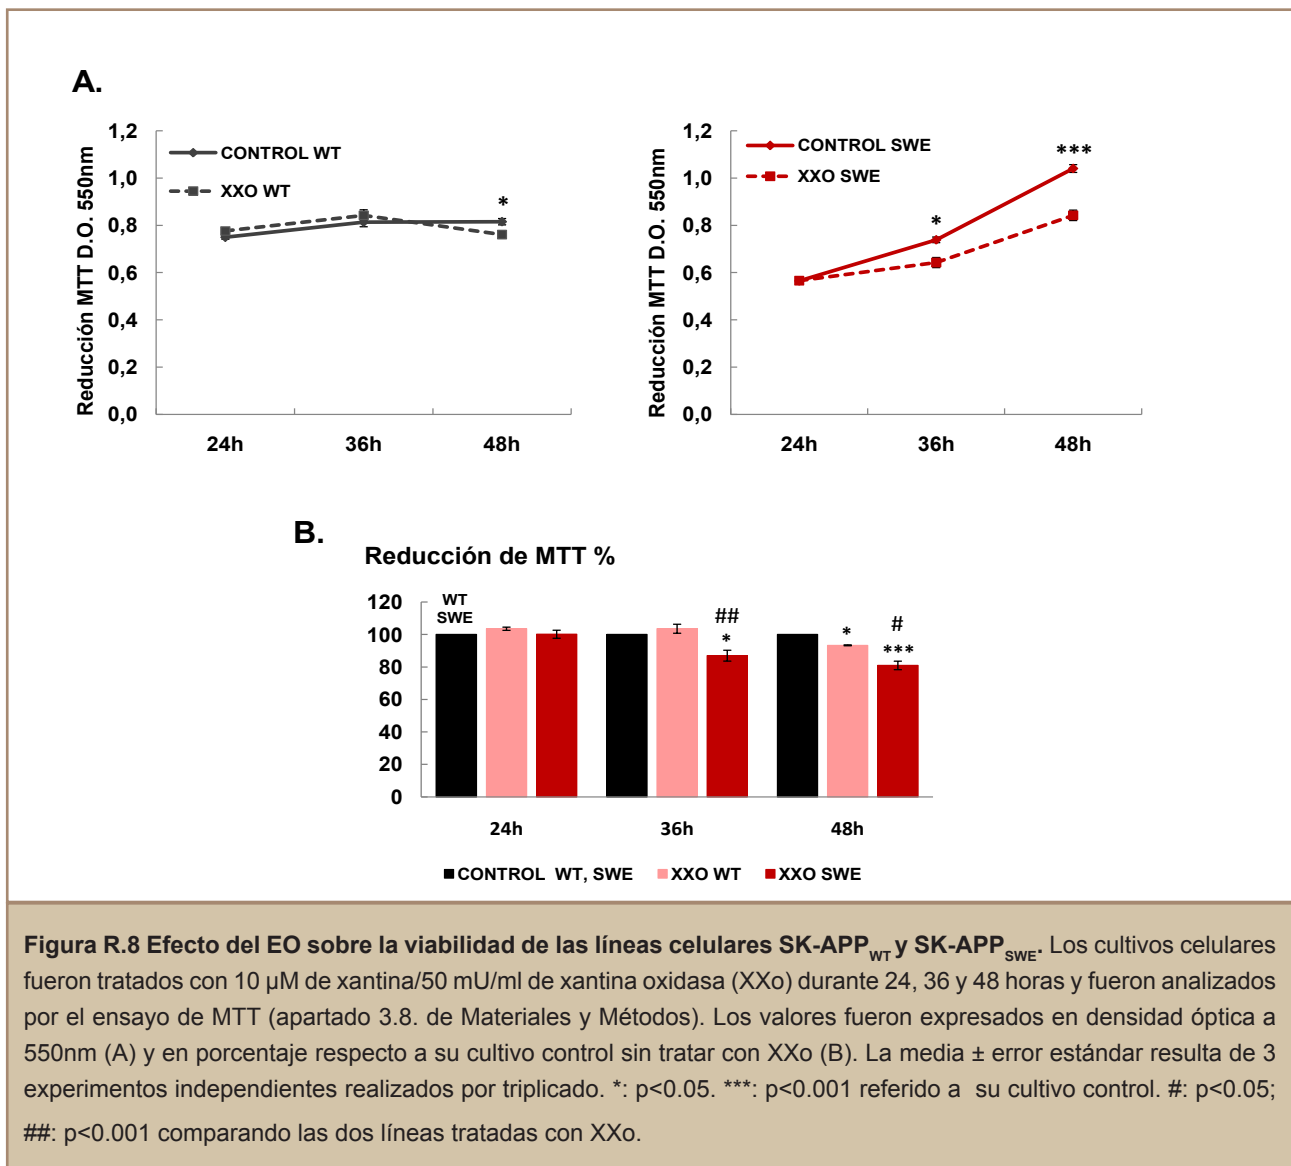 A.
Reducción MTT D.O. 550nm
1,2
1,0
0,8
0,6
0,4
0,2
0,0
CONTROL WT
XXO WT
*
24h
36h
48h
Reducción MTT D.O. 550nm
1,2
1,0
0,8
0,6
0,4
0,2
0,0
CONTROL SWE
XXO SWE
*
***
24h
36h
48h
B.
Reducción de MTT %
120
100
80
60
40
20
0
WT
SWE
##
*
*
#
***
24h
36h
48h
CONTROL WT, SWE
XXO WT
XXO SWE
Figura R.8 Efecto del EO sobre la viabilidad de las líneas celulares SK-APPWT y SK-APPSWE. Los cultivos celulares
fueron tratados con 10 µM de xantina/50 mU/ml de xantina oxidasa (XXo) durante 24, 36 y 48 horas y fueron analizados
por el ensayo de MTT (apartado 3.8. de Materiales y Métodos). Los valores fueron expresados en densidad óptica a
550nm (A) y en porcentaje respecto a su cultivo control sin tratar con XXo (B). La media ± error estándar resulta de 3
experimentos independientes realizados por triplicado. *: p<0.05. ***: p<0.001 referido a su cultivo control. #: p<0.05;
##: p<0.001 comparando las dos líneas tratadas con XXo.